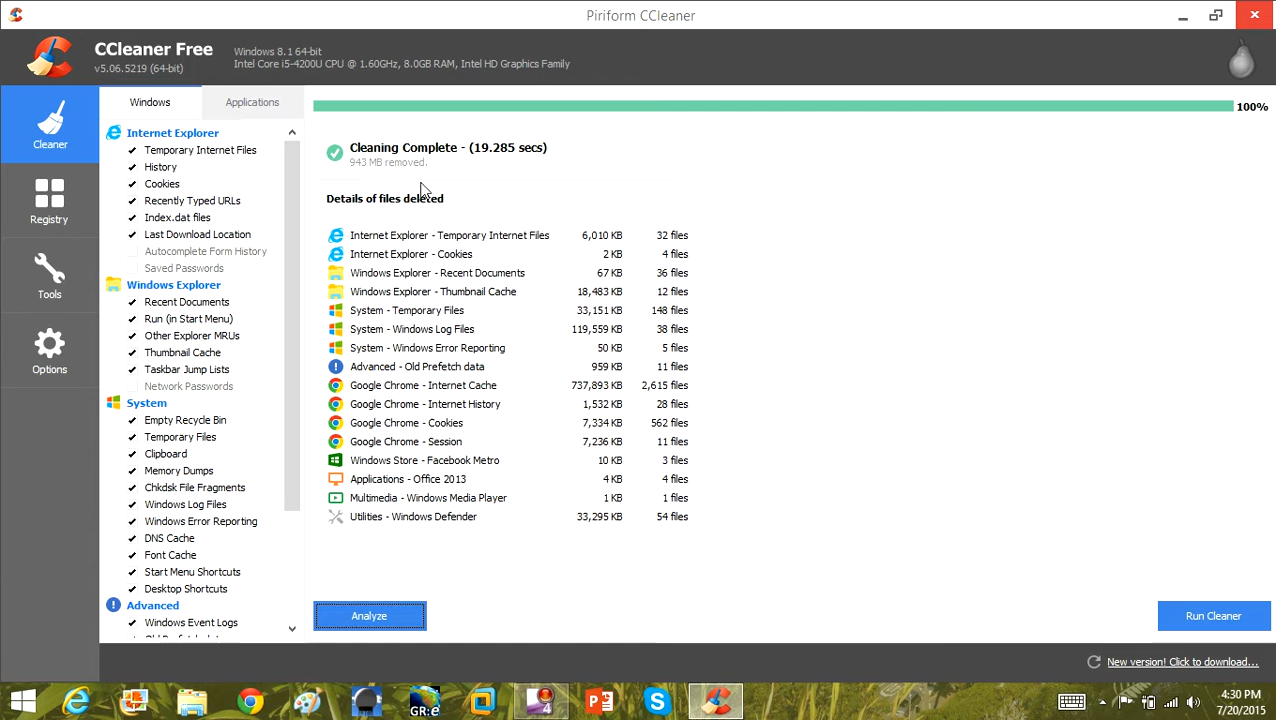 Piriform CCleaner
CCleaner Free
v5.06.5219 (64-bit)
Windows 8.1 64-bit
Intel Core i5-4200U CPU @ 1.60GHz, 8.0GB RAM, Intel HD Graphics Family
Cleaner
Registry
Tools
Options
Windows
Applications
Internet Explorer
Temporary Internet Files
History
Cookies
Recently Typed URLs
Index.dat files
Last Download Location
Autocomplete Form History
Saved Passwords
Windows Explorer
Recent Documents
Run (in Start Menu)
Other Explorer MRUs
Thumbnail Cache
Taskbar Jump Lists
Network Passwords
System
Empty Recycle Bin
Temporary Files
Clipboard
Memory Dumps
Chkdsk File Fragments
Windows Log Files
Windows Error Reporting
DNS Cache
Font Cache
Start Menu Shortcuts
Desktop Shortcuts
Advanced
Windows Event Logs
100%
Cleaning Complete - (19.285 secs)
943 MB removed.
Details of files deleted
Internet Explorer - Temporary Internet Files 6,010 KB 32 files
Internet Explorer - Cookies 2 KB 4 files
Windows Explorer - Recent Documents 67 KB 36 files
Windows Explorer - Thumbnail Cache 18,483 KB 12 files
System - Temporary Files 33,151 KB 148 files
System - Windows Log Files 119,559 KB 38 files
System - Windows Error Reporting 50 KB 5 files
Advanced - Old Prefetch data 959 KB 11 files
Google Chrome - Internet Cache 737,893 KB 2,615 files
Google Chrome - Internet History 1,532 KB 28 files
Google Chrome - Cookies 7,334 KB 562 files
Google Chrome - Session 7,236 KB 11 files
Windows Store - Facebook Metro 10 KB 3 files
Applications - Office 2013 4 KB 4 files
Multimedia - Windows Media Player 1 KB 1 files
Utilities - Windows Defender 33,295 KB 54 files
Analyze
Run Cleaner
New version! Click to download...
GR:e
4
4:30 PM
7/20/2015